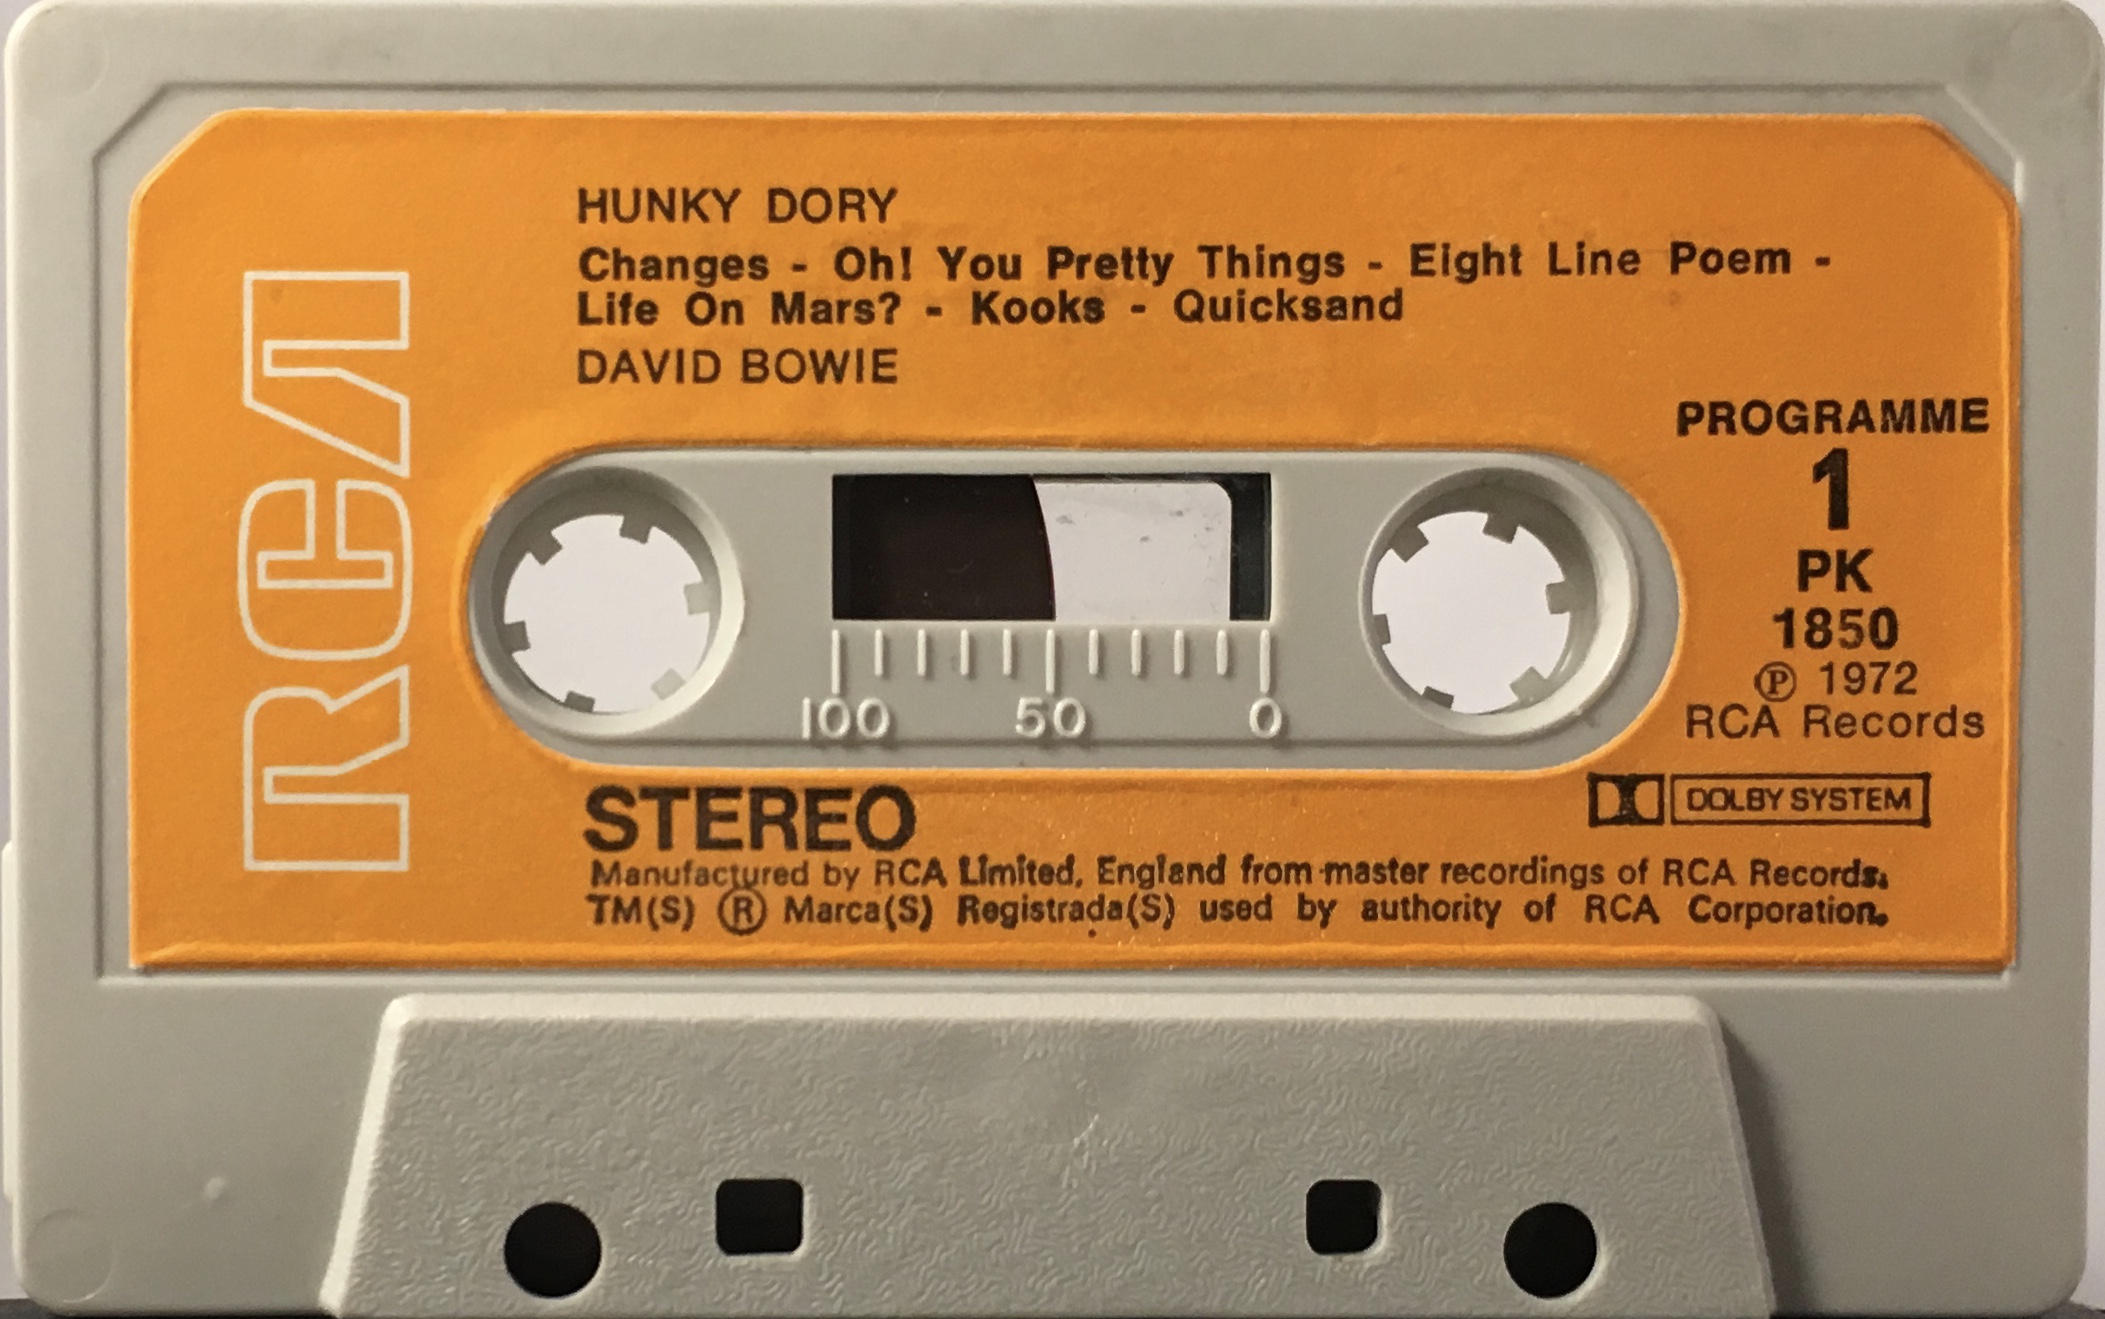 HUNKY DORY
Changes - Oh! You Pretty Things - Eight Line Poem -
Life On Mars? - Kooks - Quicksand
DAVID BOWIE
RCA
PROGRAMME
1
PK
1850
℗ 1972
RCA Records
100 50 0
STEREO
DOLBY SYSTEM
Manufactured by RCA Limited, England from master recordings of RCA Records.
TM(S) ® Marca(S) Registrada(S) used by authority of RCA Corporation.